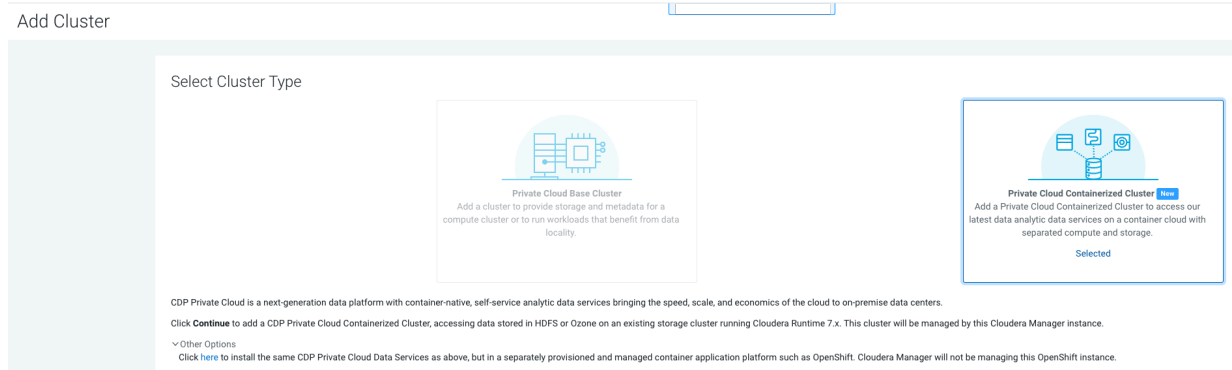 Add Cluster
Select Cluster Type
Private Cloud Base Cluster
Add a cluster to provide storage and metadata for a
compute cluster or to run workloads that benefit from data
locality.
Private Cloud Containerized Cluster New
Add a Private Cloud Containerized Cluster to access our
latest data analytic data services on a container cloud with
separated compute and storage.
Selected
CDP Private Cloud is a next-generation data platform with container-native, self-service analytic data services bringing the speed, scale, and economics of the cloud to on-premise data centers.
Click Continue to add a CDP Private Cloud Containerized Cluster, accessing data stored in HDFS or Ozone on an existing storage cluster running Cloudera Runtime 7.x. This cluster will be managed by this Cloudera Manager instance.
Other Options
Click here to install the same CDP Private Cloud Data Services as above, but in a separately provisioned and managed container application platform such as OpenShift. Cloudera Manager will not be managing this OpenShift instance.